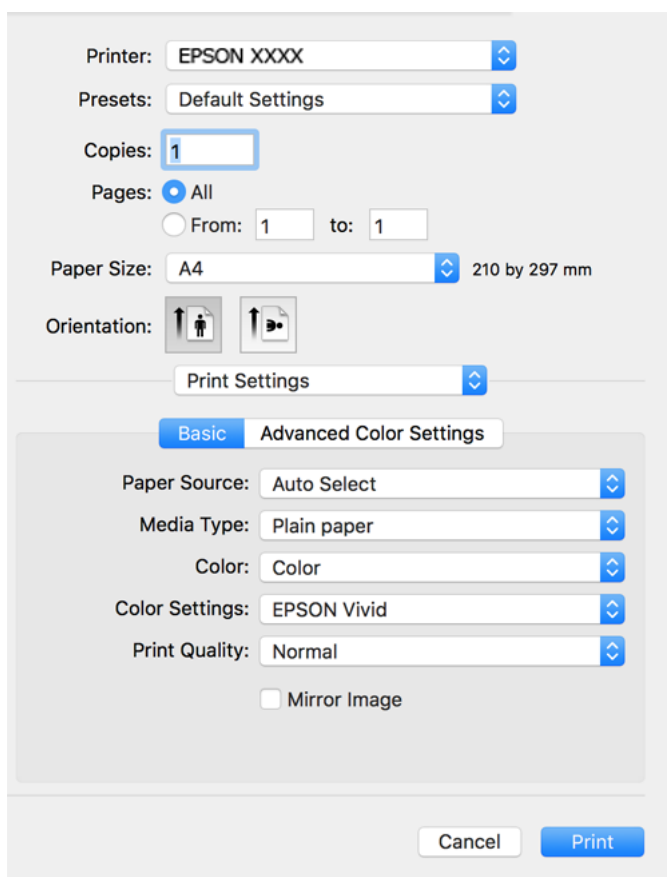 Printer: EPSON XXXX
Presets: Default Settings
Copies: 1
Pages: All
From: 1 to: 1
Paper Size: A4 210 by 297 mm
Orientation:
Print Settings
Basic Advanced Color Settings
Paper Source: Auto Select
Media Type: Plain paper
Color: Color
Color Settings: EPSON Vivid
Print Quality: Normal
Mirror Image
Cancel Print